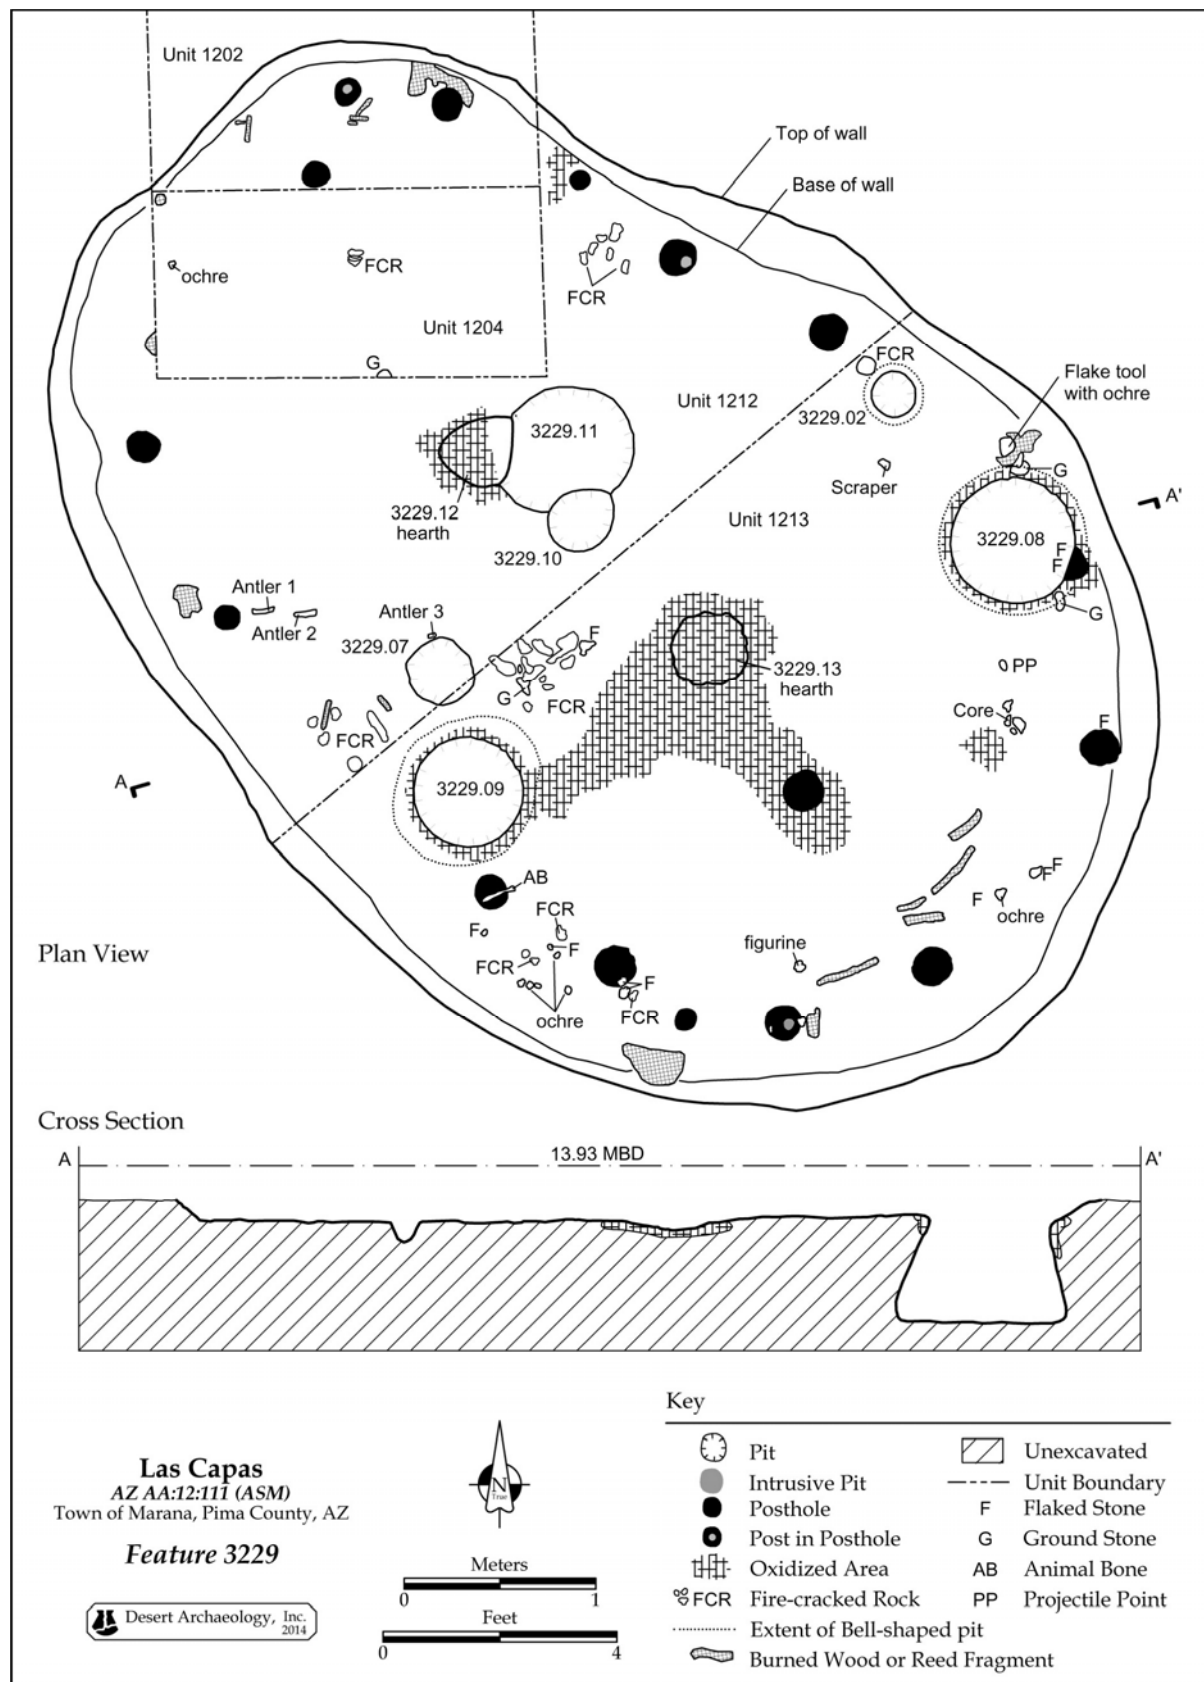 Unit 1202
Top of wall
Base of wall
ochre
FCR
FCR
Unit 1204
G
FCR
Flake tool
with ochre
Unit 1212
3229.02
3229.11
G
Scraper
A'
3229.12
hearth
Unit 1213
3229.08
3229.10
F
F
Antler 1
Antler 2
Antler 3
3229.07
F
G
3229.13
hearth
PP
G
FCR
Core
F
FCR
A
3229.09
AB
F
F
F
ochre
F
FCR
F
figurine
Plan View
FCR
F
ochre
FCR
Cross Section
A
13.93 MBD
A'
Key
Las Capas
AZ AA:12:111 (ASM)
Town of Marana, Pima County, AZ
Feature 3229
Desert Archaeology, Inc.
2014
N
True
Meters
0 1
Feet
0 4
Pit
Unexcavated
Intrusive Pit
Unit Boundary
Posthole
F Flaked Stone
Post in Posthole
G Ground Stone
Oxidized Area
AB Animal Bone
FCR Fire-cracked Rock
PP Projectile Point
Extent of Bell-shaped pit
Burned Wood or Reed Fragment